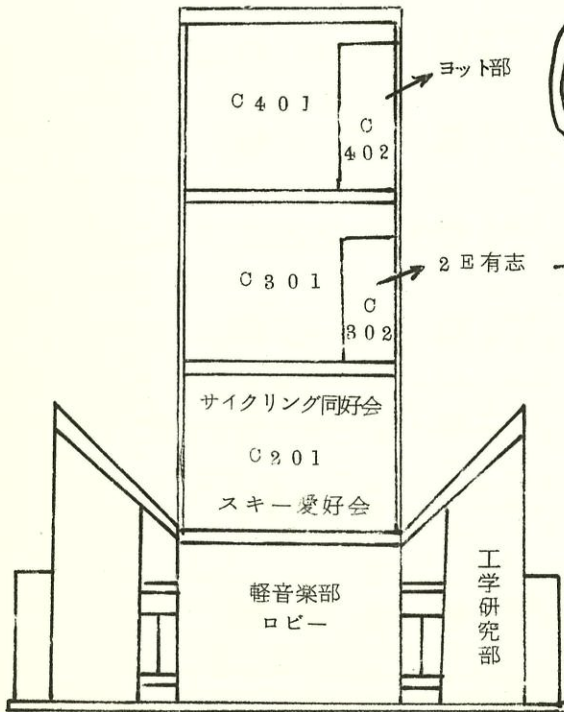 C401
C
402
ヨット部
C301
C
302
2E有志
サイクリング同好会
C201
スキー愛好会
軽音楽部
ロビー
工学研究部